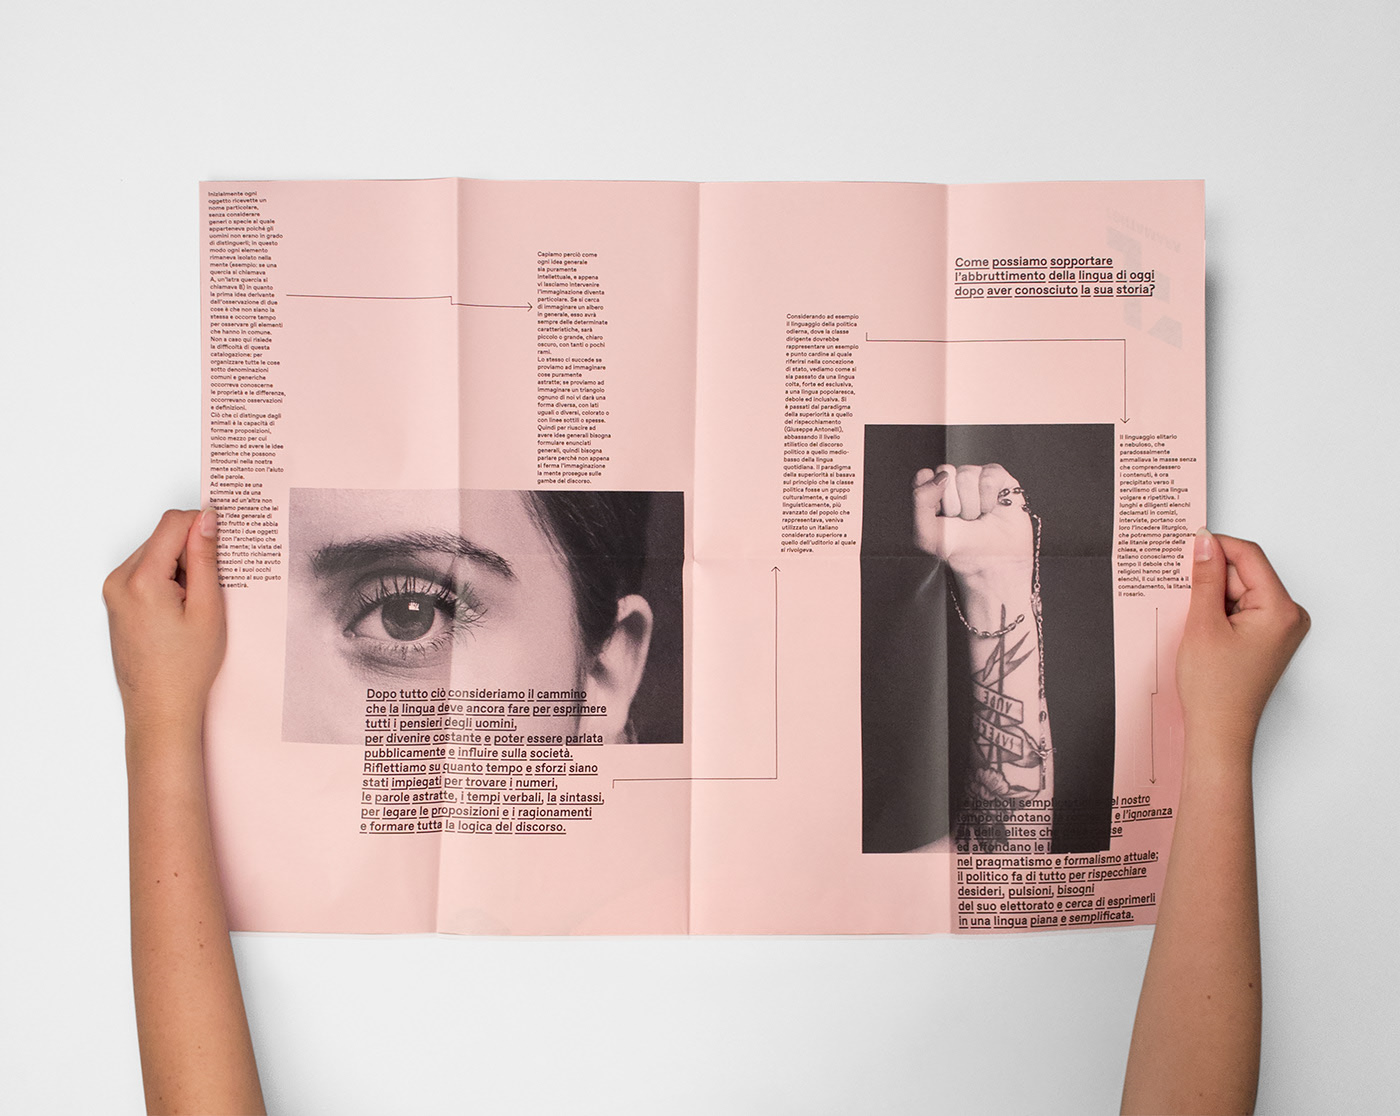 Inizialmente ogni
oggetto ricevette un
nome particolare,
senza considerare
generi o specie al quale
apparteneva poiché gli
uomini non erano in grado
di distinguerli; in questo
modo ogni elemento
rimaneva isolato nella
mente (esempio: se una
quercia si chiamava
A, un'latra quercia si
chiamava B) in quanto
la prima idea derivante
dall'osservazione di due
cose è che non siano la
stessa e occorre tempo
per osservare gli elementi
che hanno in comune.
Non a caso qui risiede
la difficoltà di questa
catalogazione: per
organizzare tutte le cose
sotto denominazioni
comuni e generiche
occorreva conoscerne
le proprietà e le differenza,
occorrevano osservazioni
e definizioni.
Ciò che ci distingue dagli
animali è la capacità di
formare proposizioni,
unico mezzo per cui
riusciamo ad avere le idee
generiche che possono
introdursi nella nostra
mente soltanto con l'aiuto
delle parole.
Ad esempio se una
scimmia va da una
banana ad un'altra non
possiamo pensare che lei
l'idea generale di
frutto e che abbia
i due oggetti
con l'archetipo che
mente; la vista del
frutto richiamerà
che ha avuto
e i suoi occhi
al suo gusto
sentirà.
Capiamo perciò come
ogni idea generale
sia puramente
intellettuale, e appena
vi lasciamo intervenire
l'immaginazione diventa
particolare. Se si cerca
di immaginare un albero
in generale, esso avrà
sempre delle determinate
caratteristiche, sarà
piccolo o grande, chiaro
oscuro, con tanti o pochi
rami.
Lo stesso ci succede se
proviamo ad immaginare
cose puramente
astratte; se proviamo ad
immaginare un triangolo
ognuno di noi vi darà una
forma diversa, con lati
uguali o diversi, colorato o
con linee sottili o spesse.
Quindi per riuscire ad
avere idee generali bisogna
formulare enunciati
generali, quindi bisogna
parlare perché non appena
si ferma l'immaginazione
la mente prosegue sulle
gambe del discorso.
Dopo tutto ciò consideriamo il cammino
che la lingua deve ancora fare per esprimere
tutti i pensieri degli uomini,
per divenire costante e poter essere parlata
pubblicamente e influire sulla società.
Riflettiamo su quanto tempo e sforzi siano
stati impiegati per trovare i numeri,
le parole astratte, i tempi verbali, la sintassi,
per legare le proposizioni e i ragionamenti
e formare tutta la logica del discorso.
Considerando ad esempio
il linguaggio della politica
odierna, dove la classe
dirigente dovrebbe
rappresentare un esempio
e punto cardine al quale
riferirsi nella concezione
di stato, vediamo come si
sia passato da una lingua
colta, forte ed esclusiva,
a una lingua popolaresca,
debole ed inclusiva. Si
è passati dal paradigma
della superiorità a quello
del rispecchiamento
(Giuseppe Antonelli),
abbassando il livello
stilistico del discorso
politico a quello medio-
basso della lingua
quotidiana. Il paradigma
della superiorità si basava
sul principio che la classe
politica fosse un gruppo
culturalmente, e quindi
linguisticamente, più
avanzato del popolo che
rappresentava, veniva
utilizzato un italiano
considerato superiore a
quello dell'uditorio al quale
si rivolgeva.
Come possiamo sopportare
l'abbruttimento della lingua di oggi
dopo aver conosciuto la sua storia?
Il linguaggio elitario
e nebuloso, che
paradossalmente
ammaliava le masse senza
che comprendessero
i contenuti, è ora
precipitato verso il
servilismo di una lingua
volgare e ripetitiva. I
lunghi e diligenti elenchi
declamati in comizi,
interviste, portano con
loro l'incedere liturgico,
che potremmo paragonare
alle litanie proprie della
chiesa, e come popolo
italiano conosciamo da
tempo il debole che le
religioni hanno per gli
elenchi, il cui schema è il
comandamento, la litania,
il rosario.
iperboli del nostro
tempo denotano e l'ignoranza
delle elites che
ed affondano le
nel pragmatismo e formalismo attuale;
il politico fa di tutto per rispecchiare
desideri, pulsioni, bisogni
del suo elettorato e cerca di esprimerli
in una lingua piana e semplificata.